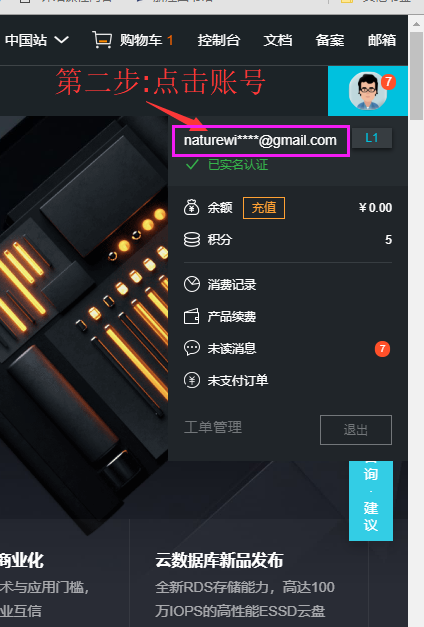 中国站 购物车 1 控制台 文档 备案 邮箱
第二步:点击账号
7
naturewi****@gmail.com L1
已实名认证
余额 充值 ¥0.00
积分 5
消费记录
产品续费
未读消息 7
未支付订单
工单管理 退出
询
·
建
议
商业化
云数据库新品发布
术与应用门槛,
全新RDS存储能力,高达100
业互信
万IOPS的高性能ESSD云盘